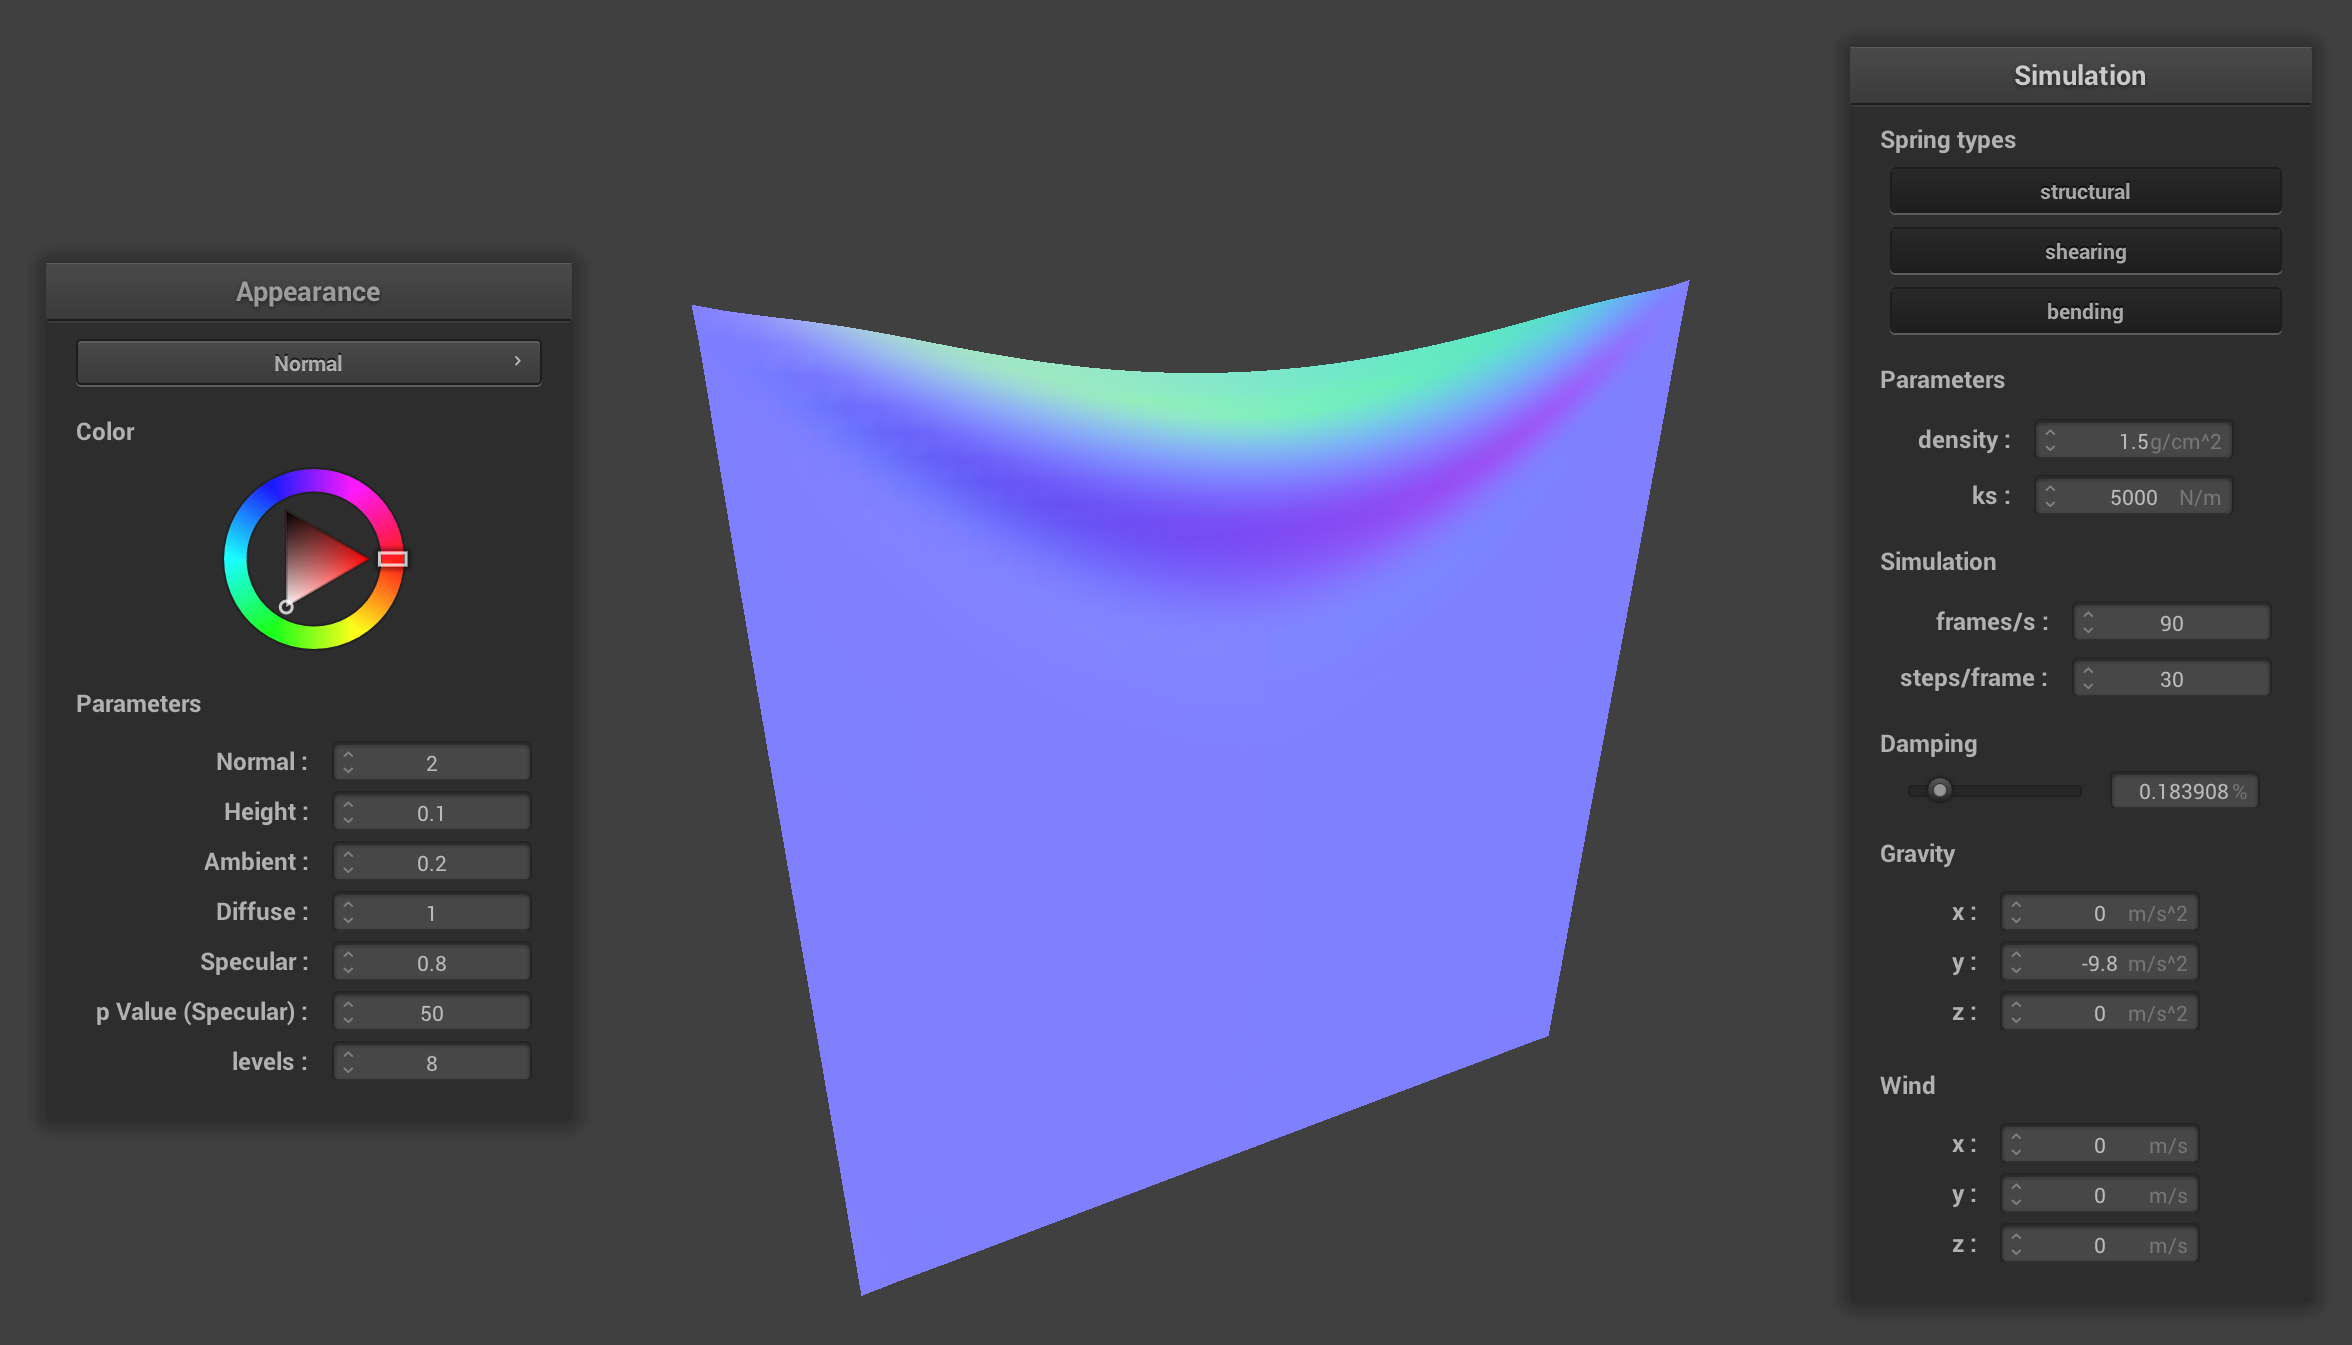 Appearance
Normal
Color
Parameters
Normal : 2
Height : 0.1
Ambient : 0.2
Diffuse : 1
Specular : 0.8
p Value (Specular) : 50
levels : 8
Simulation
Spring types
structural
shearing
bending
Parameters
density : 1.5 g/cm^2
ks : 5000 N/m
Simulation
frames/s : 90
steps/frame : 30
Damping
0.183908 %
Gravity
x : 0 m/s^2
y : -9.8 m/s^2
z : 0 m/s^2
Wind
x : 0 m/s
y : 0 m/s
z : 0 m/s